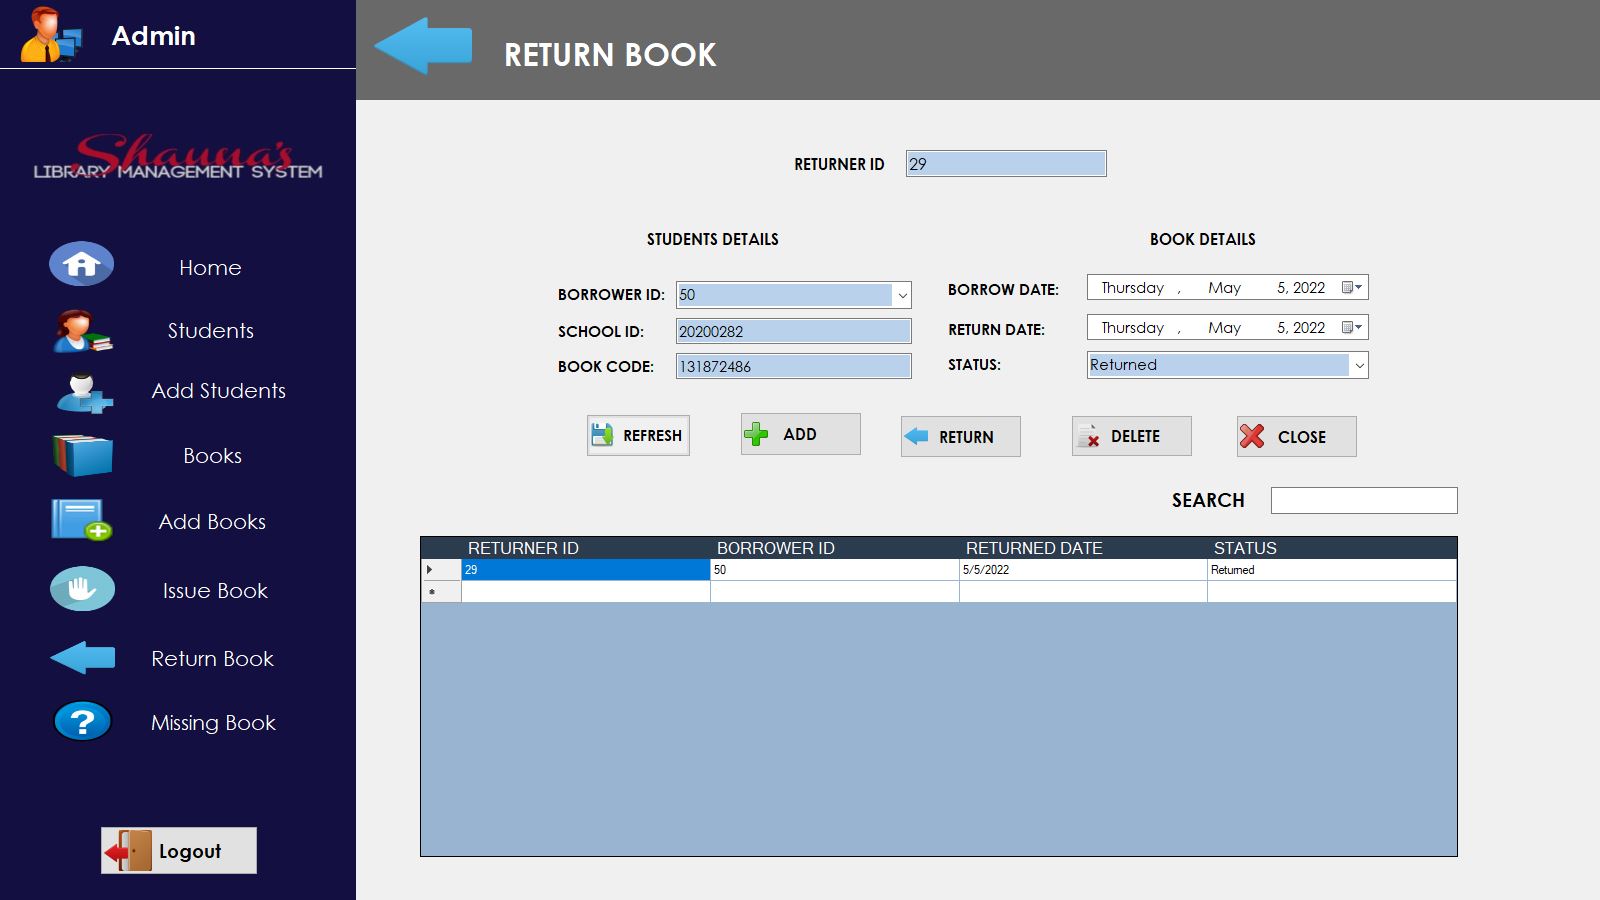 Admin
Shauna's
LIBRARY MANAGEMENT SYSTEM
Home
Students
Add Students
Books
Add Books
Issue Book
Return Book
? Missing Book
Logout
RETURN BOOK
RETURNER ID 29
STUDENTS DETAILS
BORROWER ID: 50
SCHOOL ID: 20200282
BOOK CODE: 131872486
BOOK DETAILS
BORROW DATE: Thursday , May 5, 2022
RETURN DATE: Thursday , May 5, 2022
STATUS: Returned
REFRESH ADD RETURN DELETE CLOSE
SEARCH
RETURNER ID BORROWER ID RETURNED DATE STATUS
29 50 5/5/2022 Returned